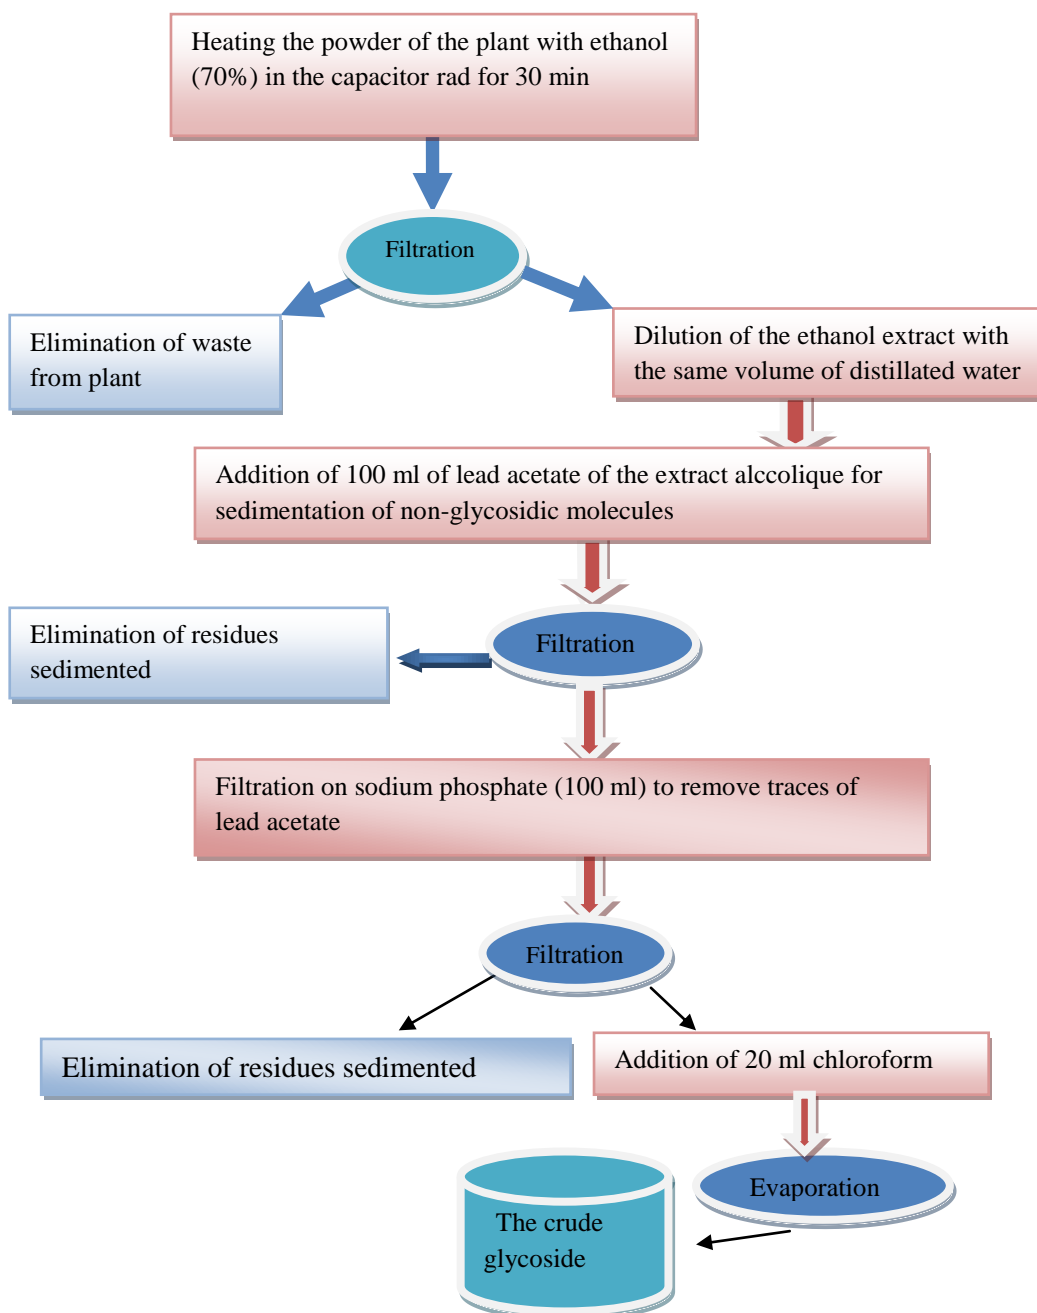 Heating the powder of the plant with ethanol
(70%) in the capacitor rad for 30 min
Filtration
Elimination of waste
from plant
Dilution of the ethanol extract with
the same volume of distillated water
Addition of 100 ml of lead acetate of the extract alccolique for
sedimentation of non-glycosidic molecules
Elimination of residues
sedimented
Filtration
Filtration on sodium phosphate (100 ml) to remove traces of
lead acetate
Filtration
Elimination of residues sedimented
Addition of 20 ml chloroform
Evaporation
The crude
glycoside